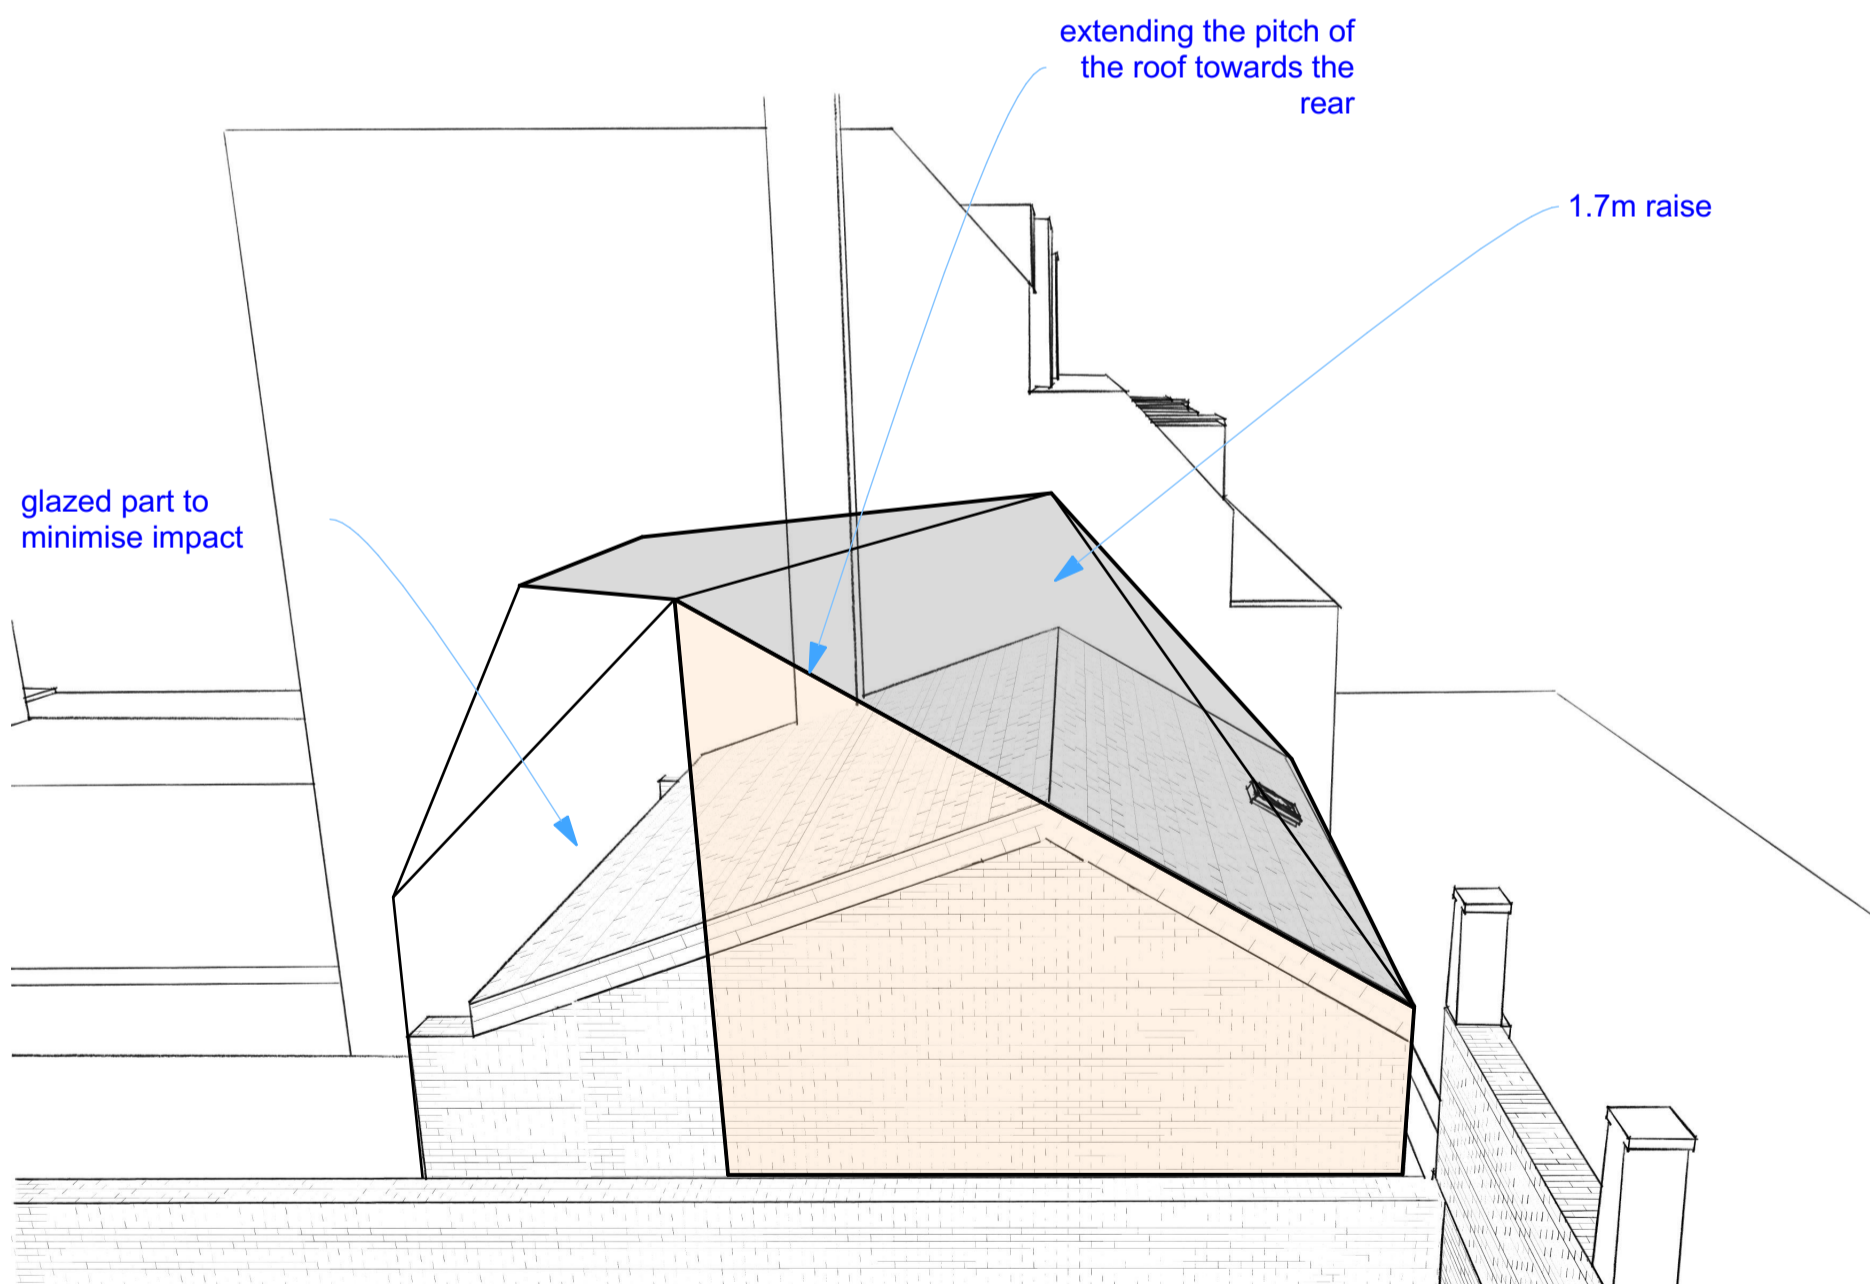 extending the pitch of
the roof towards the
rear
1.7m raise
glazed part to
minimise impact